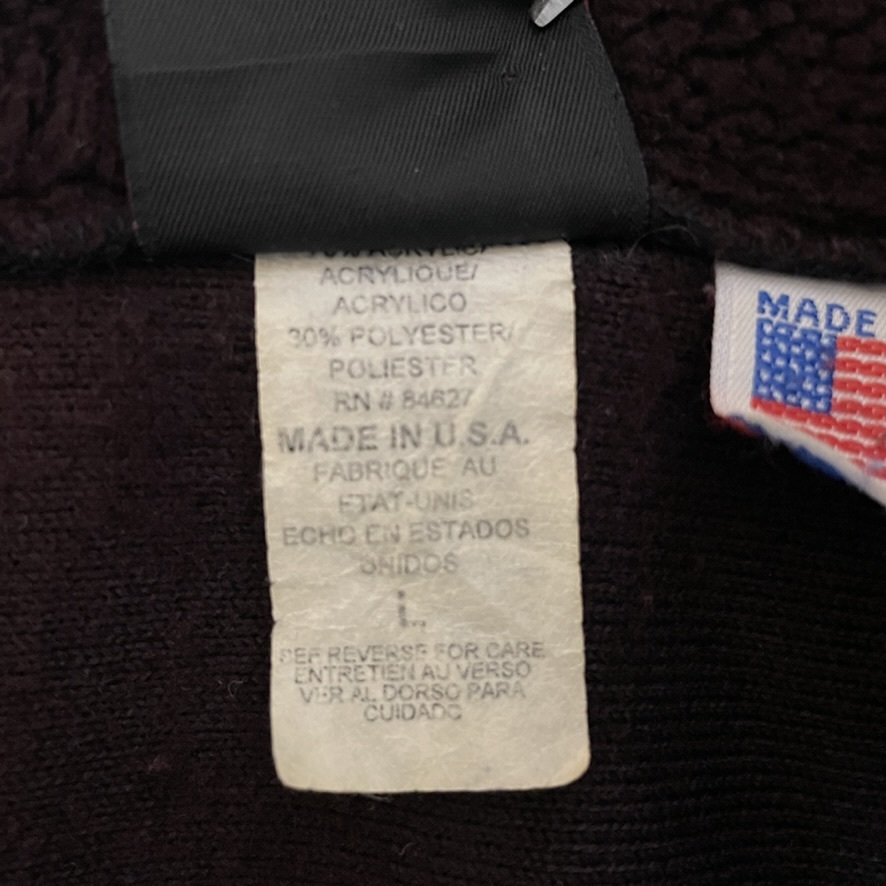 ACRYLIQUE/
ACRYLICO
30% POLYESTER/
POLIESTER
RN # 84627
MADE IN U.S.A.
FABRIQUE AU
ETAT-UNIS
ECHO EN ESTADOS
UNIDOS
L
SEE REVERSE FOR CARE
ENTRETIEN AU VERSO
VER AL DORSO PARA
CUIDADO
MADE